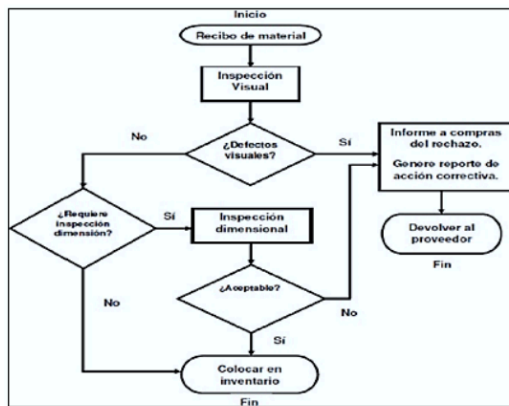 Inicio
Recibo de material
Inspección
Visual
No
¿Defectos
visuales?
Sí
Informe a compras
del rechazo.
Genere reporte de
acción correctiva.
¿Requiere
inspección
dimensión?
Sí
Inspección
dimensional
Devolver al
proveedor
Fin
¿Aceptable?
No
No
Sí
Colocar en
inventario
Fin